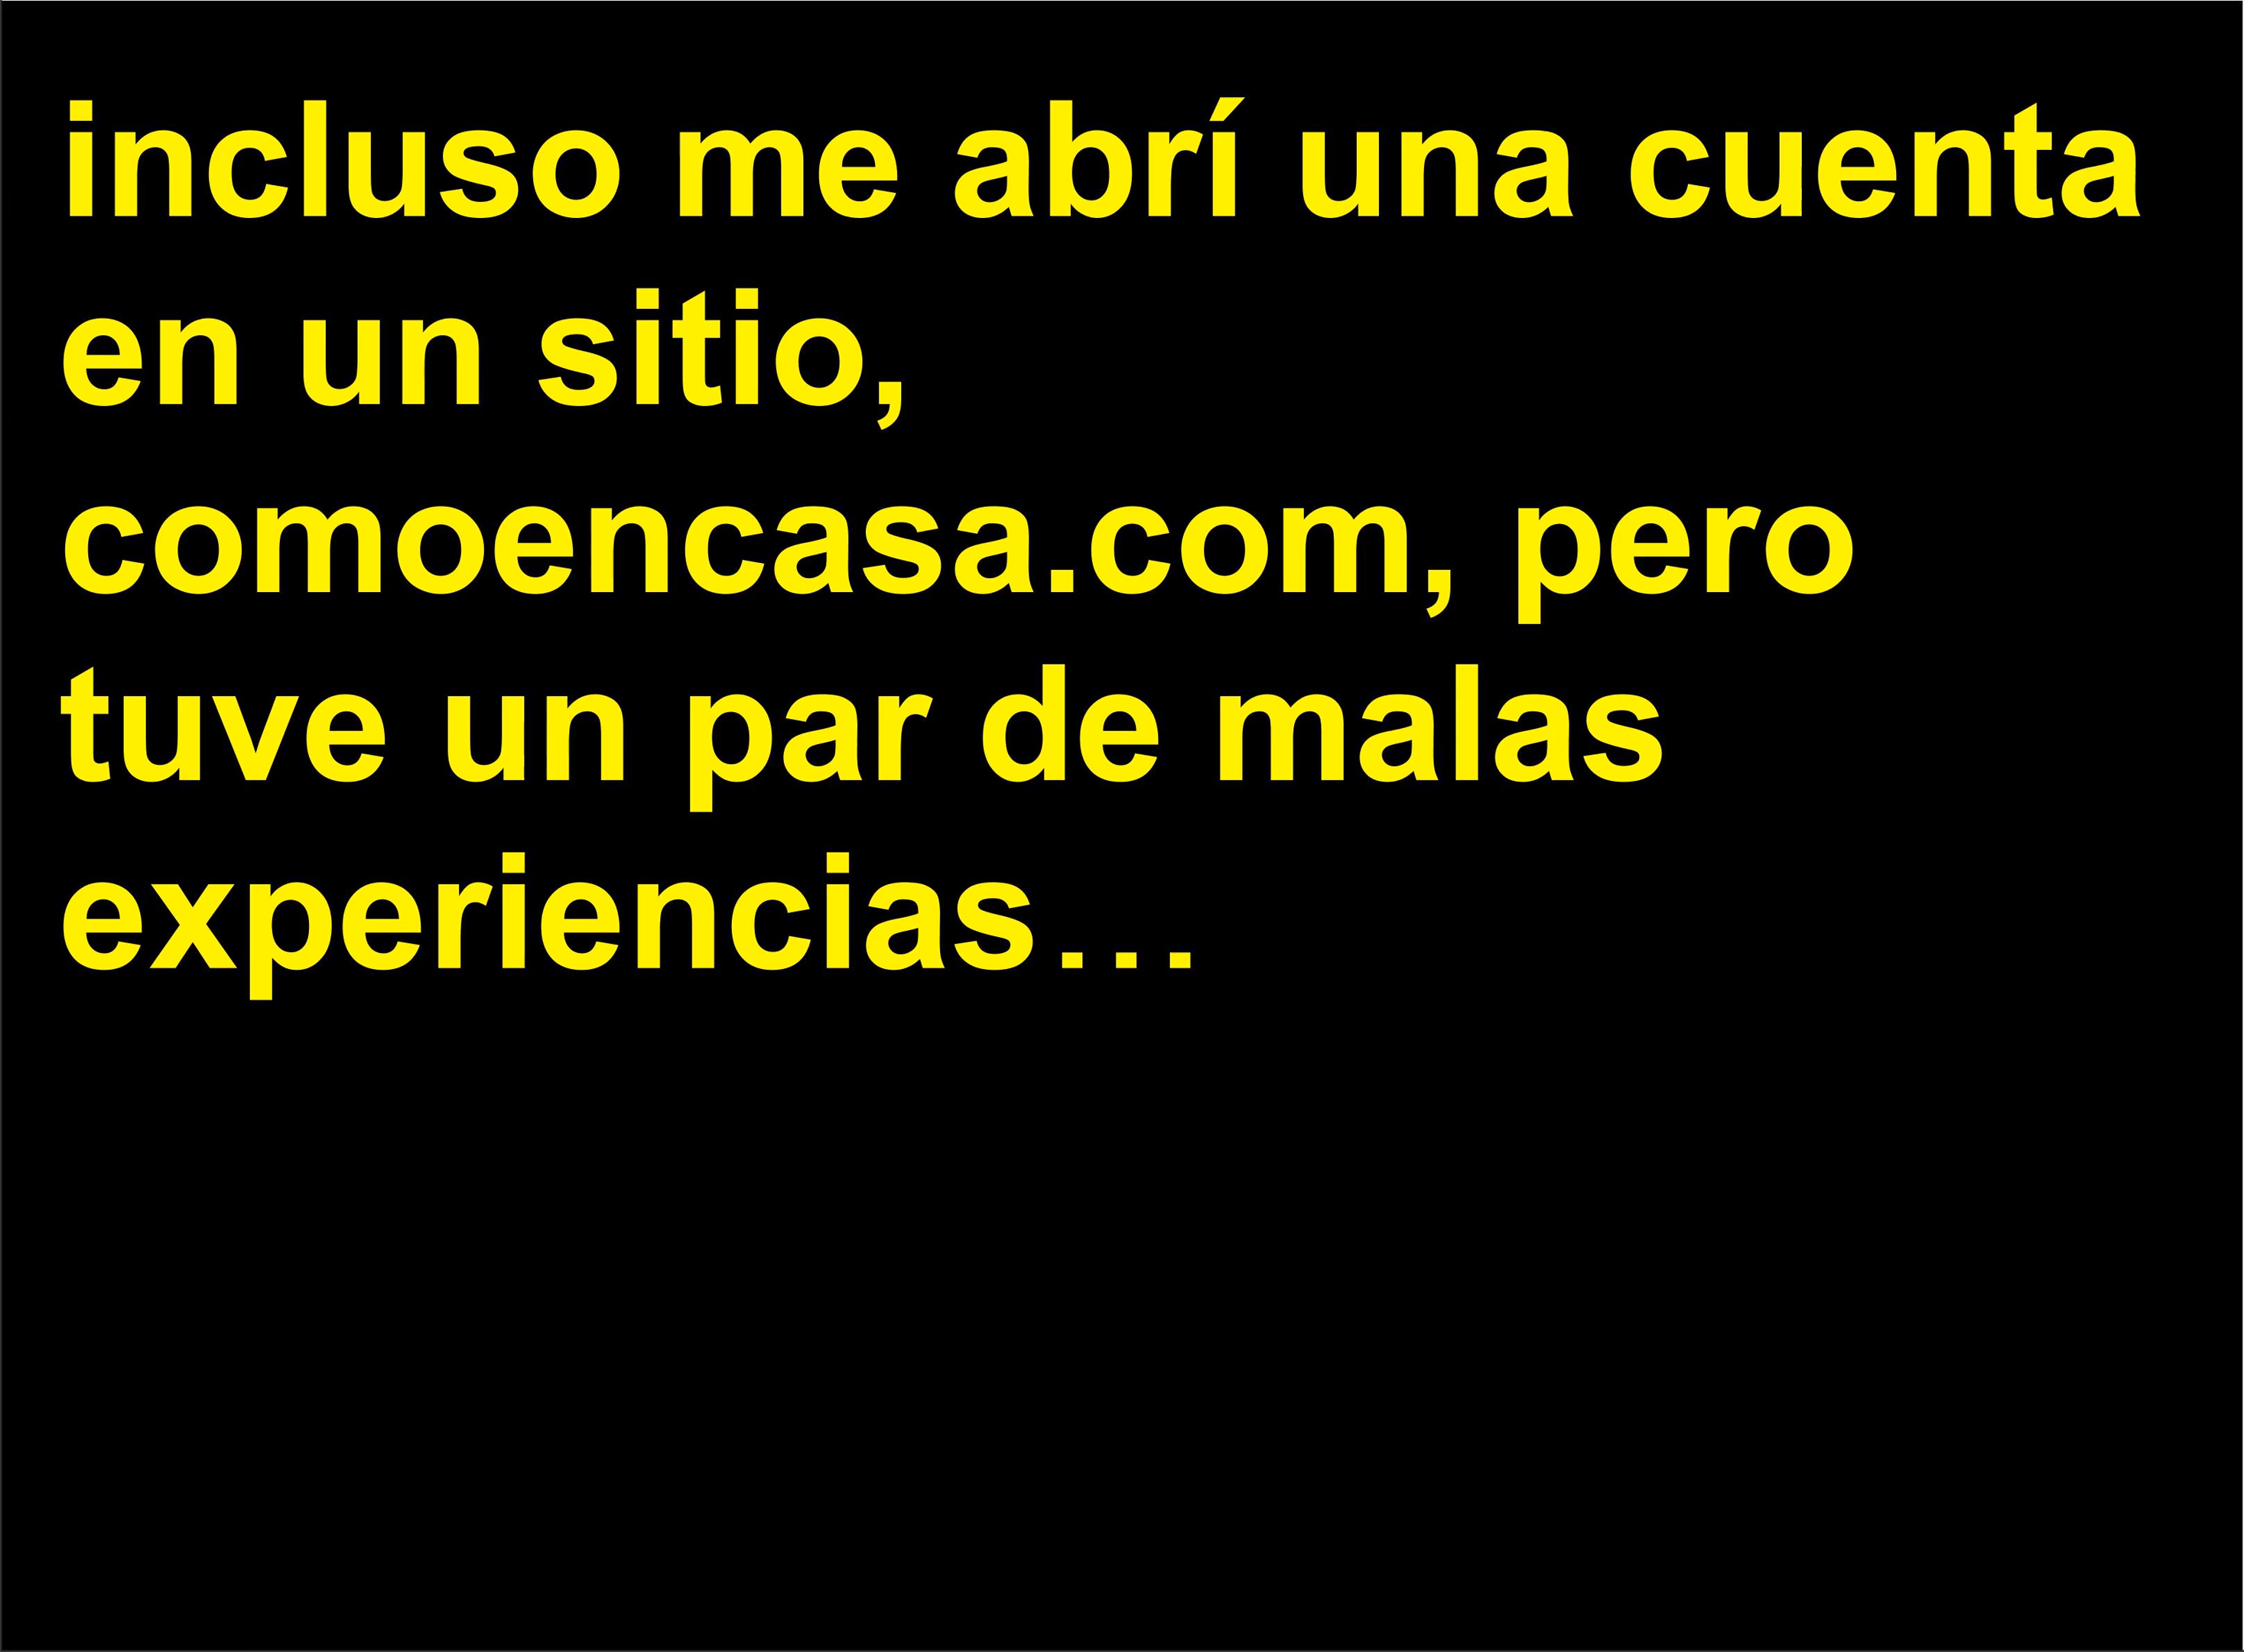 incluso me abrí una cuenta
en un sitio,
comoencasa.com, pero
tuve un par de malas
experiencias…